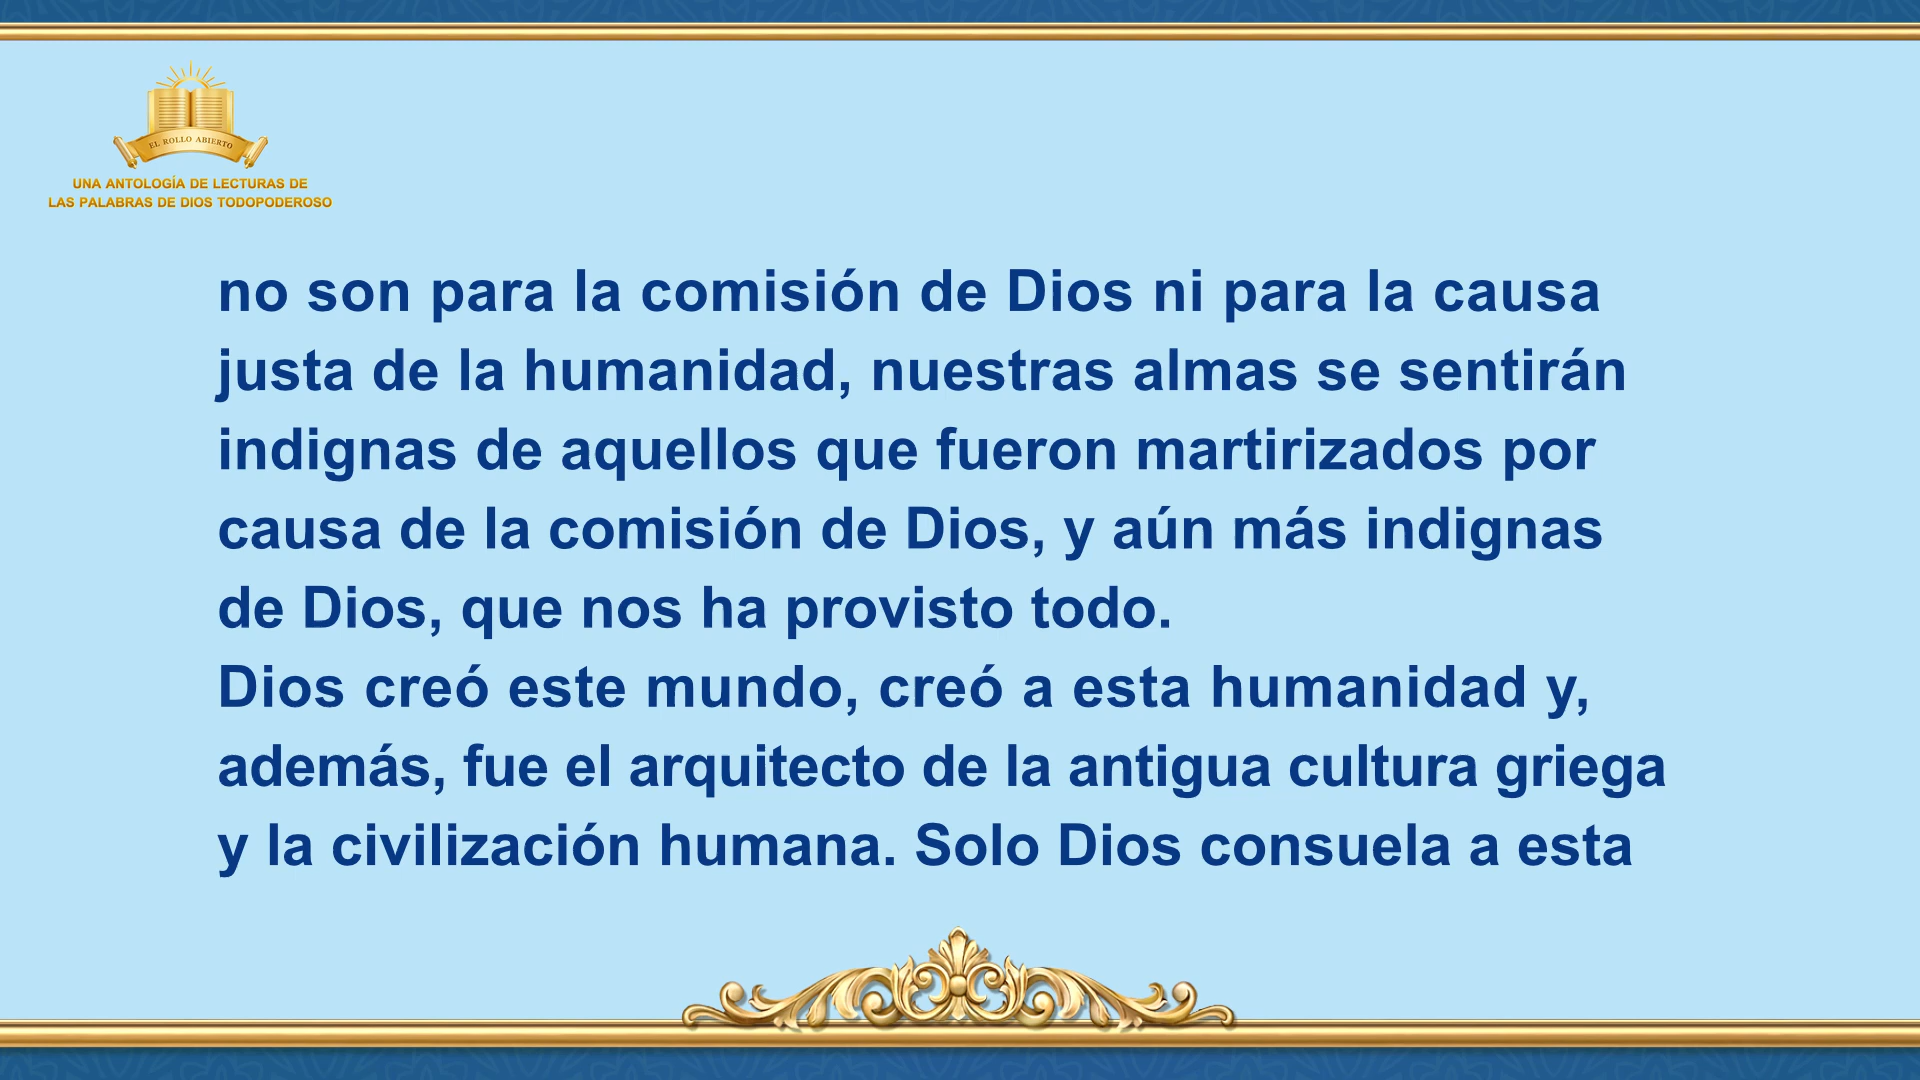 EL ROLLO ABIERTO
UNA ANTOLOGÍA DE LECTURAS DE
LAS PALABRAS DE DIOS TODOPODEROSO
no son para la comisión de Dios ni para la causa
justa de la humanidad, nuestras almas se sentirán
indignas de aquellos que fueron martirizados por
causa de la comisión de Dios, y aún más indignas
de Dios, que nos ha provisto todo.
Dios creó este mundo, creó a esta humanidad y,
además, fue el arquitecto de la antigua cultura griega
y la civilización humana. Solo Dios consuela a esta